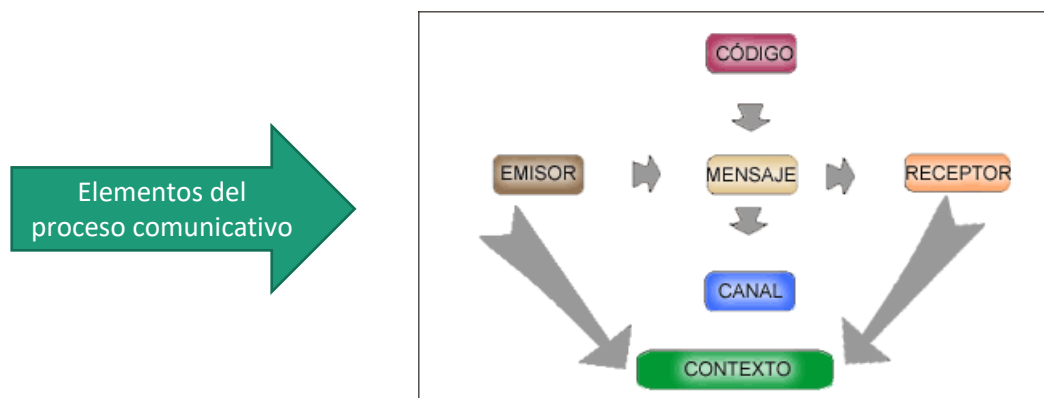 Elementos del
proceso comunicativo
CÓDIGO
EMISOR
MENSAJE
RECEPTOR
CANAL
CONTEXTO